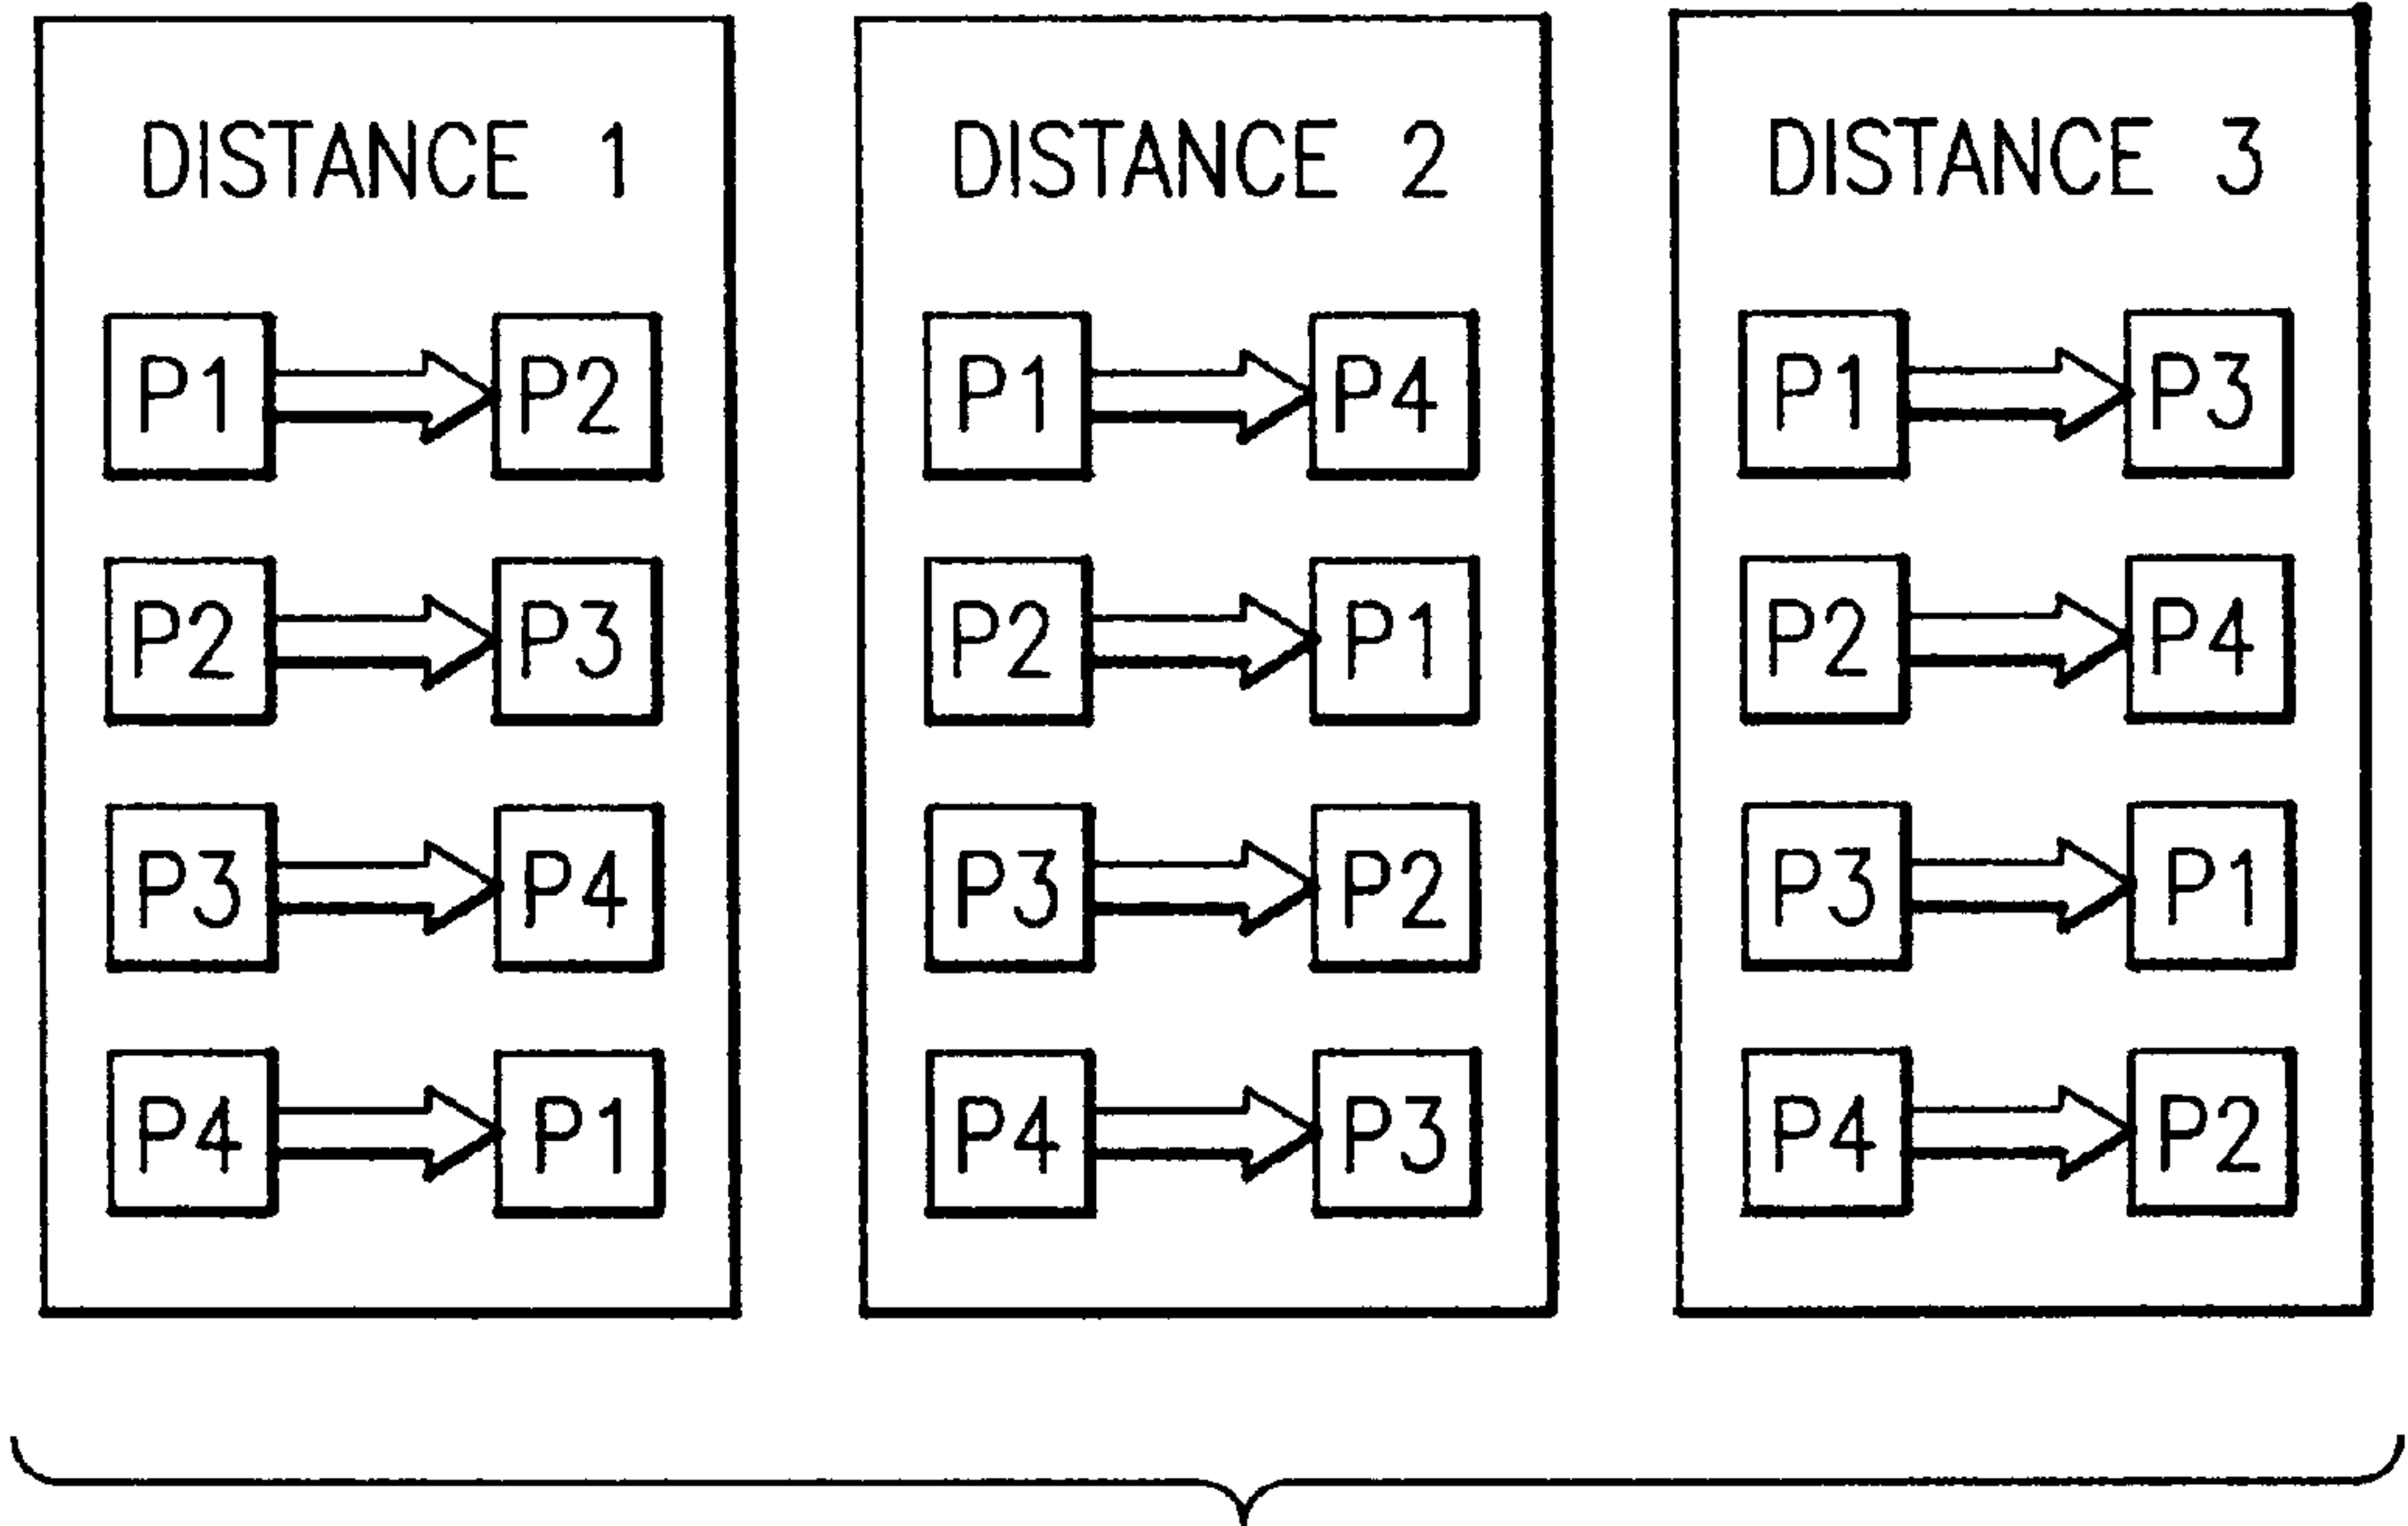 DISTANCE 1
P1 P2
P2 P3
P3 P4
P4 P1
DISTANCE 2
P1 P4
P2 P1
P3 P2
P4 P3
DISTANCE 3
P1 P3
P2 P4
P3 P1
P4 P2